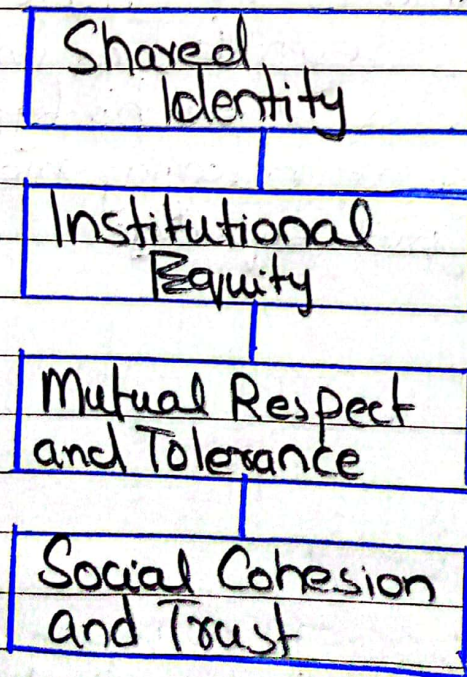 Shared
Identity
Institutional
Equity
Mutual Respect
and Tolerance
Social Cohesion
and Trust